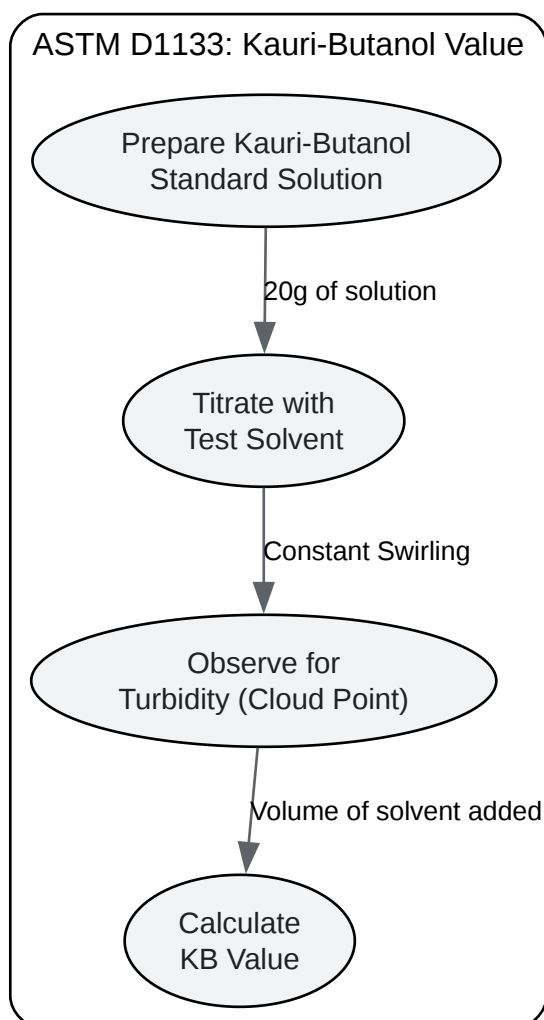 ASTM D1133: Kauri-Butanol Value
Prepare Kauri-Butanol
Standard Solution
20g of solution
Titrate with
Test Solvent
Constant Swirling
Observe for
Turbidity (Cloud Point)
Volume of solvent added
Calculate
KB Value